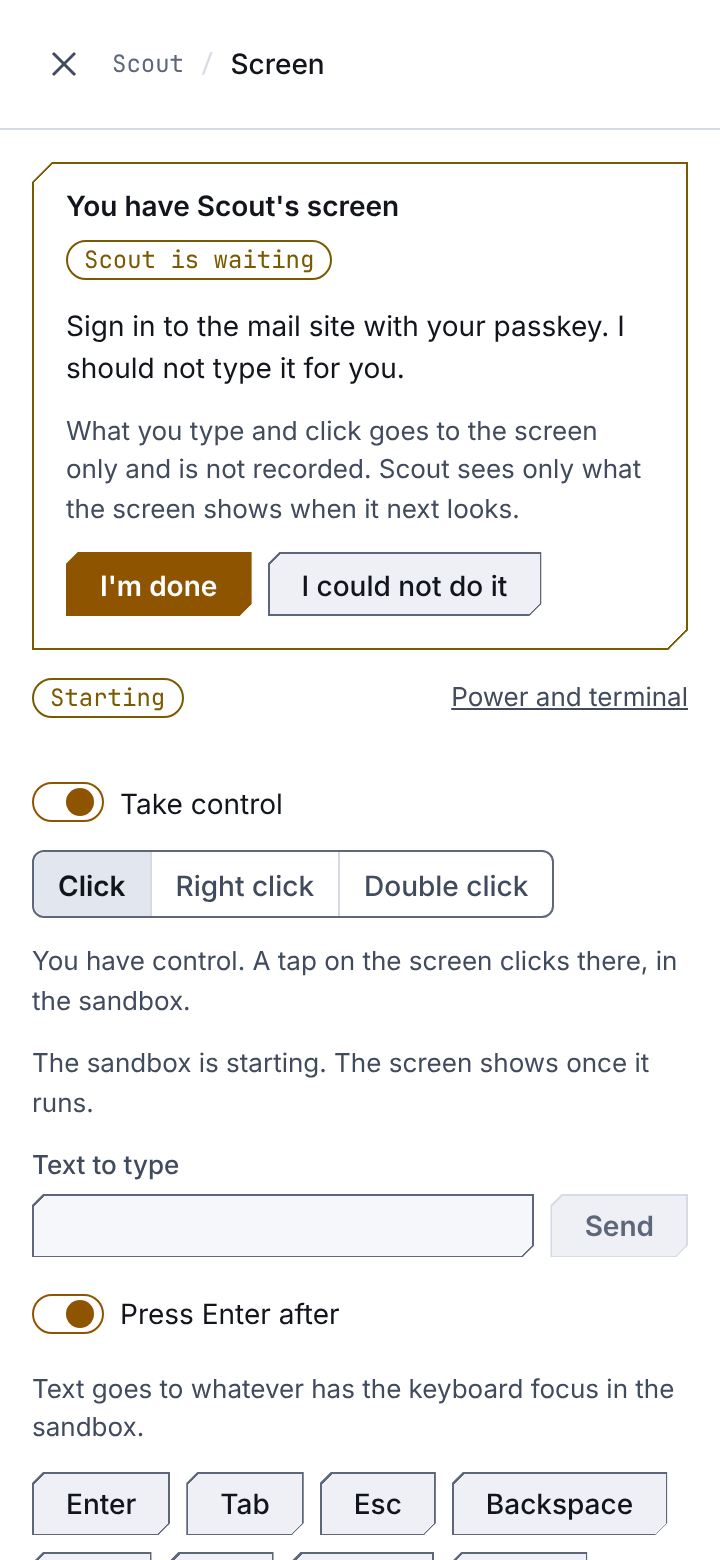 Scout / Screen
You have Scout's screen
Scout is waiting
Sign in to the mail site with your passkey. I
should not type it for you.
What you type and click goes to the screen
only and is not recorded. Scout sees only what
the screen shows when it next looks.
I'm done
I could not do it
Starting
Power and terminal
Take control
Click
Right click
Double click
You have control. A tap on the screen clicks there, in
the sandbox.
The sandbox is starting. The screen shows once it
runs.
Text to type
Send
Press Enter after
Text goes to whatever has the keyboard focus in the
sandbox.
Enter
Tab
Esc
Backspace